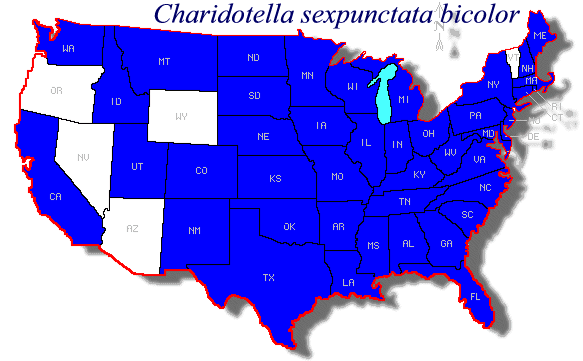 Charidotella sexpunctata bicolor
N
WA
MT
ND
MN
ME
VT
NH
MA
OR
ID
WY
SD
WI
MI
NY
RI
CT
NV
UT
CO
NE
IA
IL
IN
OH
PA
NJ
MD
DE
CA
KS
MO
KY
WV
VA
AZ
NM
OK
AR
TN
NC
SC
TX
LA
MS
AL
GA
FL